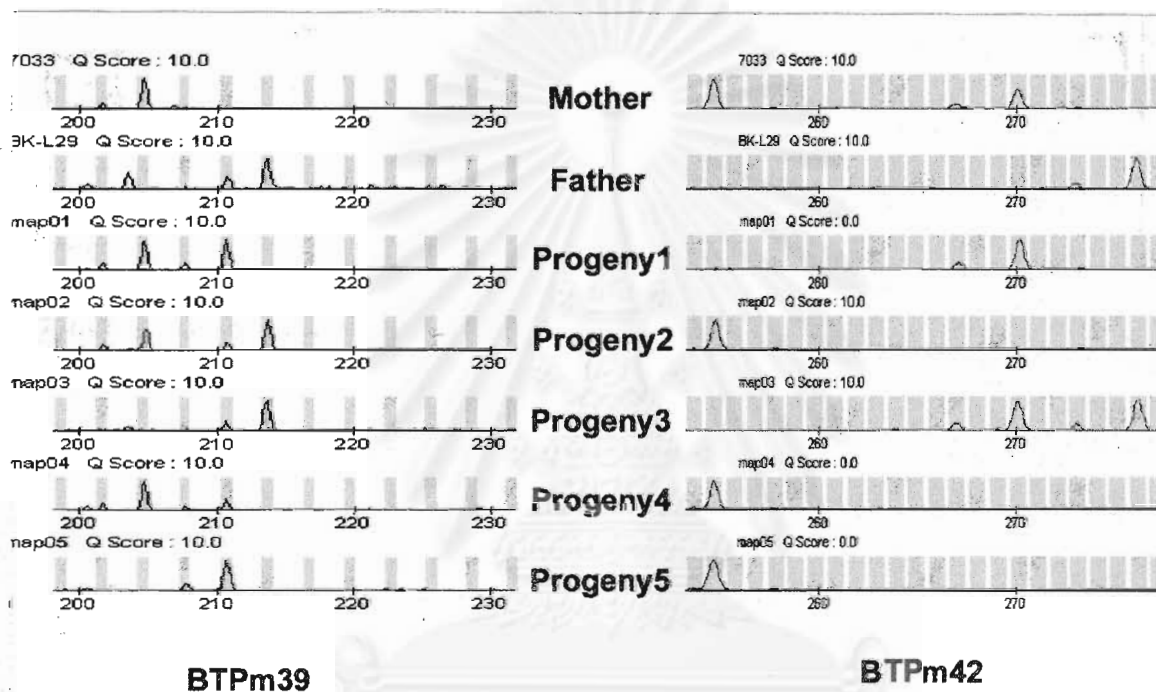 7033 Q Score : 10.0
200 210 220 230
Mother
7033 Q Score : 10.0
260 270
BK-L29 Q Score : 10.0
200 210 220 230
Father
BK-L29 Q Score : 10.0
260 270
map01 Q Score : 10.0
200 210 220 230
Progeny1
map01 Q Score : 0.0
260 270
map02 Q Score : 10.0
200 210 220 230
Progeny2
map02 Q Score : 10.0
260 270
map03 Q Score : 10.0
200 210 220 230
Progeny3
map03 Q Score : 10.0
260 270
map04 Q Score : 10.0
200 210 220 230
Progeny4
map04 Q Score : 0.0
260 270
map05 Q Score : 10.0
200 210 220 230
Progeny5
map05 Q Score : 0.0
260 270
BTPm39
BTPm42